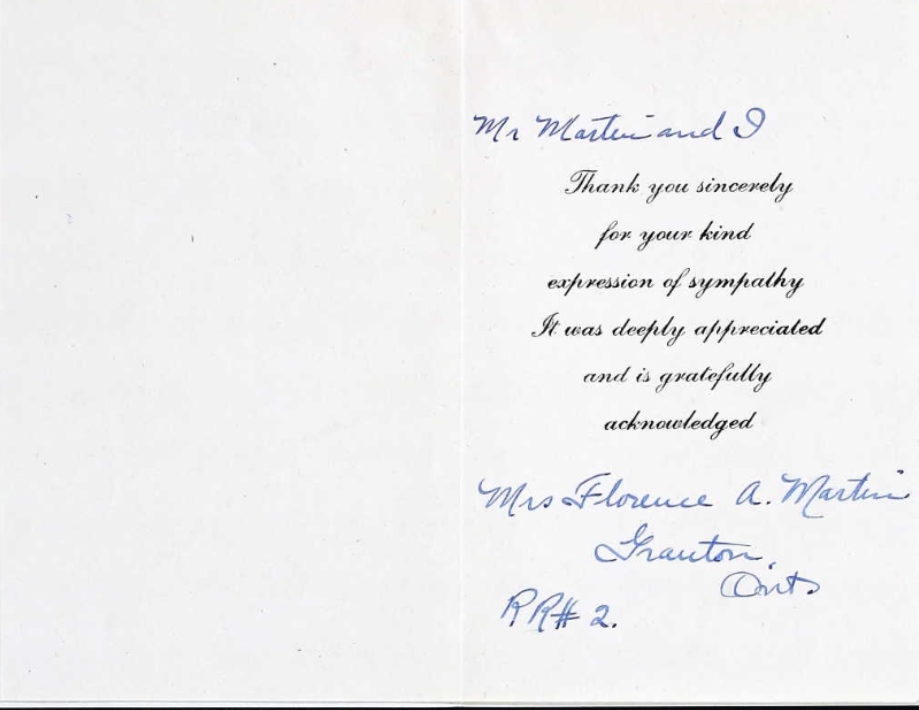 Mr Martin and I
Thank you sincerely
for your kind
expression of sympathy
It was deeply appreciated
and is gratefully
acknowledged
Mrs Florence A. Martin
Granton,
Ont.
RR# 2.